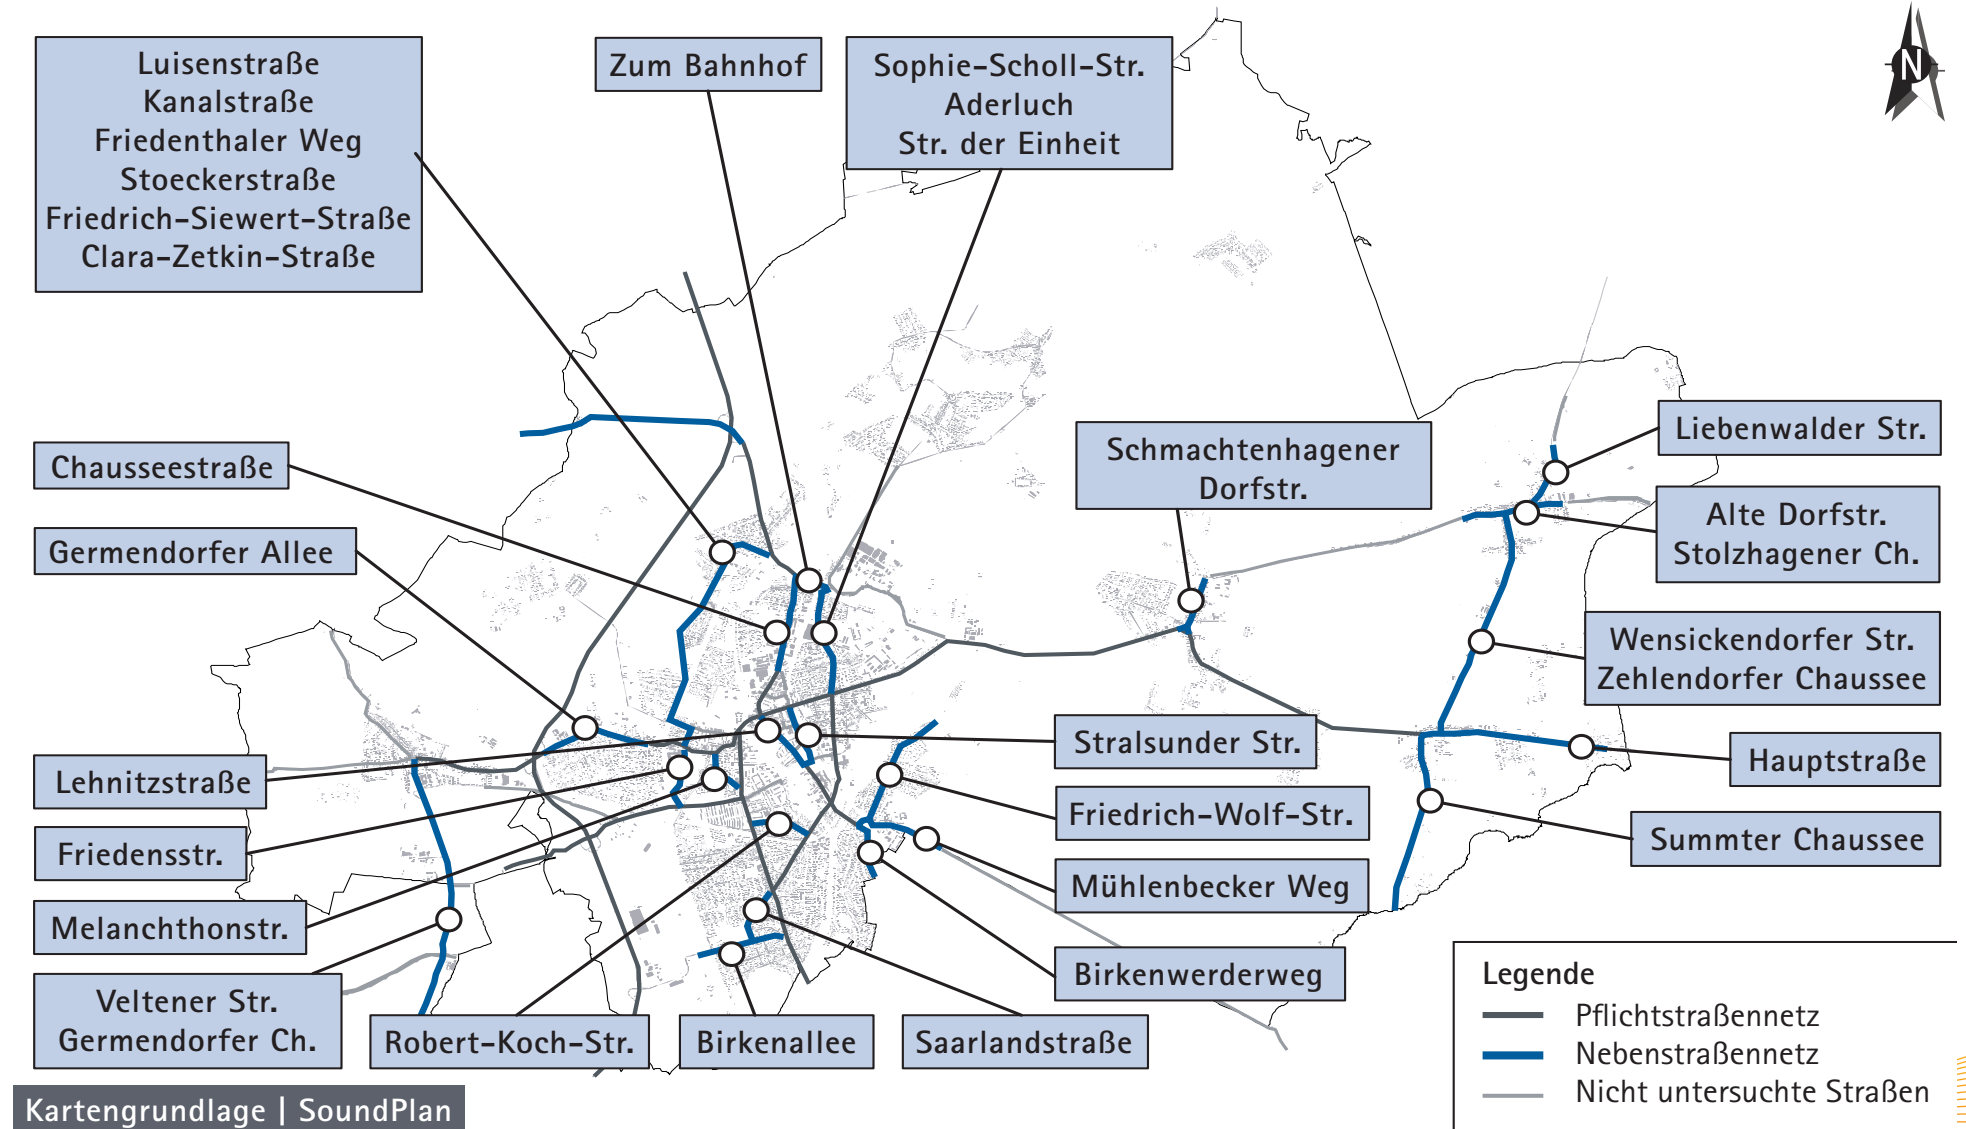 Luisenstraße
Kanalstraße
Friedenthaler Weg
Stoeckerstraße
Friedrich-Siewert-Straße
Clara-Zetkin-Straße
Zum Bahnhof
Sophie-Scholl-Str.
Aderluch
Str. der Einheit
N
Chausseestraße
Germendorfer Allee
Schmachtenhagener
Dorfstr.
Liebenwalder Str.
Alte Dorfstr.
Stolzhagener Ch.
Wensickendorfer Str.
Zehlendorfer Chaussee
Lehnitzstraße
Stralsunder Str.
Hauptstraße
Friedensstr.
Friedrich-Wolf-Str.
Summter Chaussee
Melanchthonstr.
Mühlenbecker Weg
Birkenwerderweg
Veltener Str.
Germendorfer Ch.
Robert-Koch-Str.
Birkenallee
Saarlandstraße
Legende
Pflichtstraßennetz
Nebenstraßennetz
Nicht untersuchte Straßen
Kartengrundlage | SoundPlan